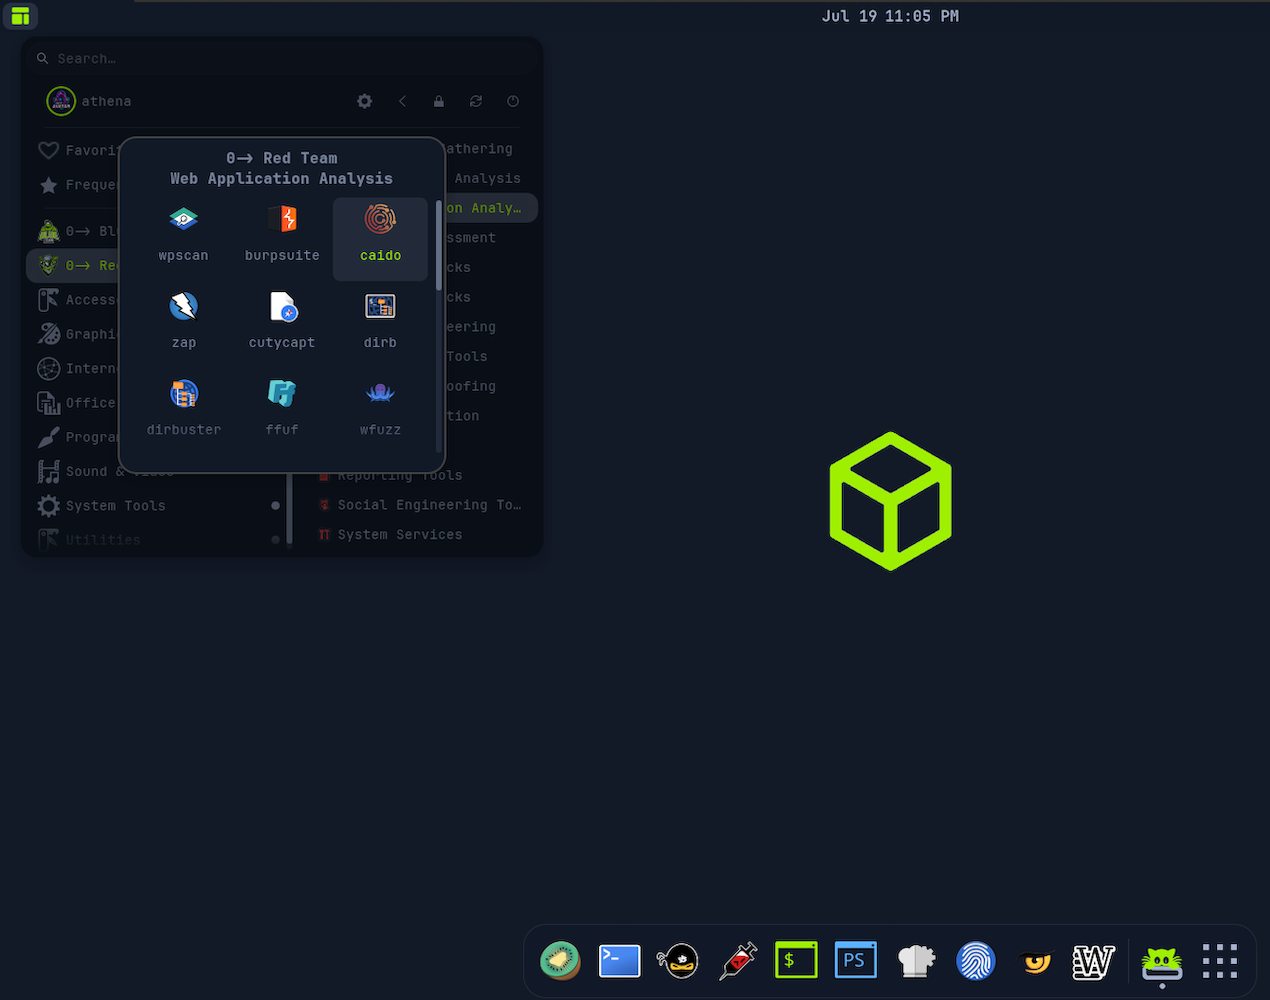 Jul 19 11:05 PM
Search…
athena
Favori
Freque
0-> Bl
0-> Red
Access
Graphi
Intern
Office
Progra
Sound &
System Tools
Utilities
0-> Red Team
Web Application Analysis
wpscan
burpsuite
caido
zap
cutycapt
dirb
dirbuster
ffuf
wfuzz
athering
Analysis
on Analy…
ssment
cks
cks
eering
Tools
oofing
tion
Reporting Tools
Social Engineering To…
System Services
>_
$
PS
W